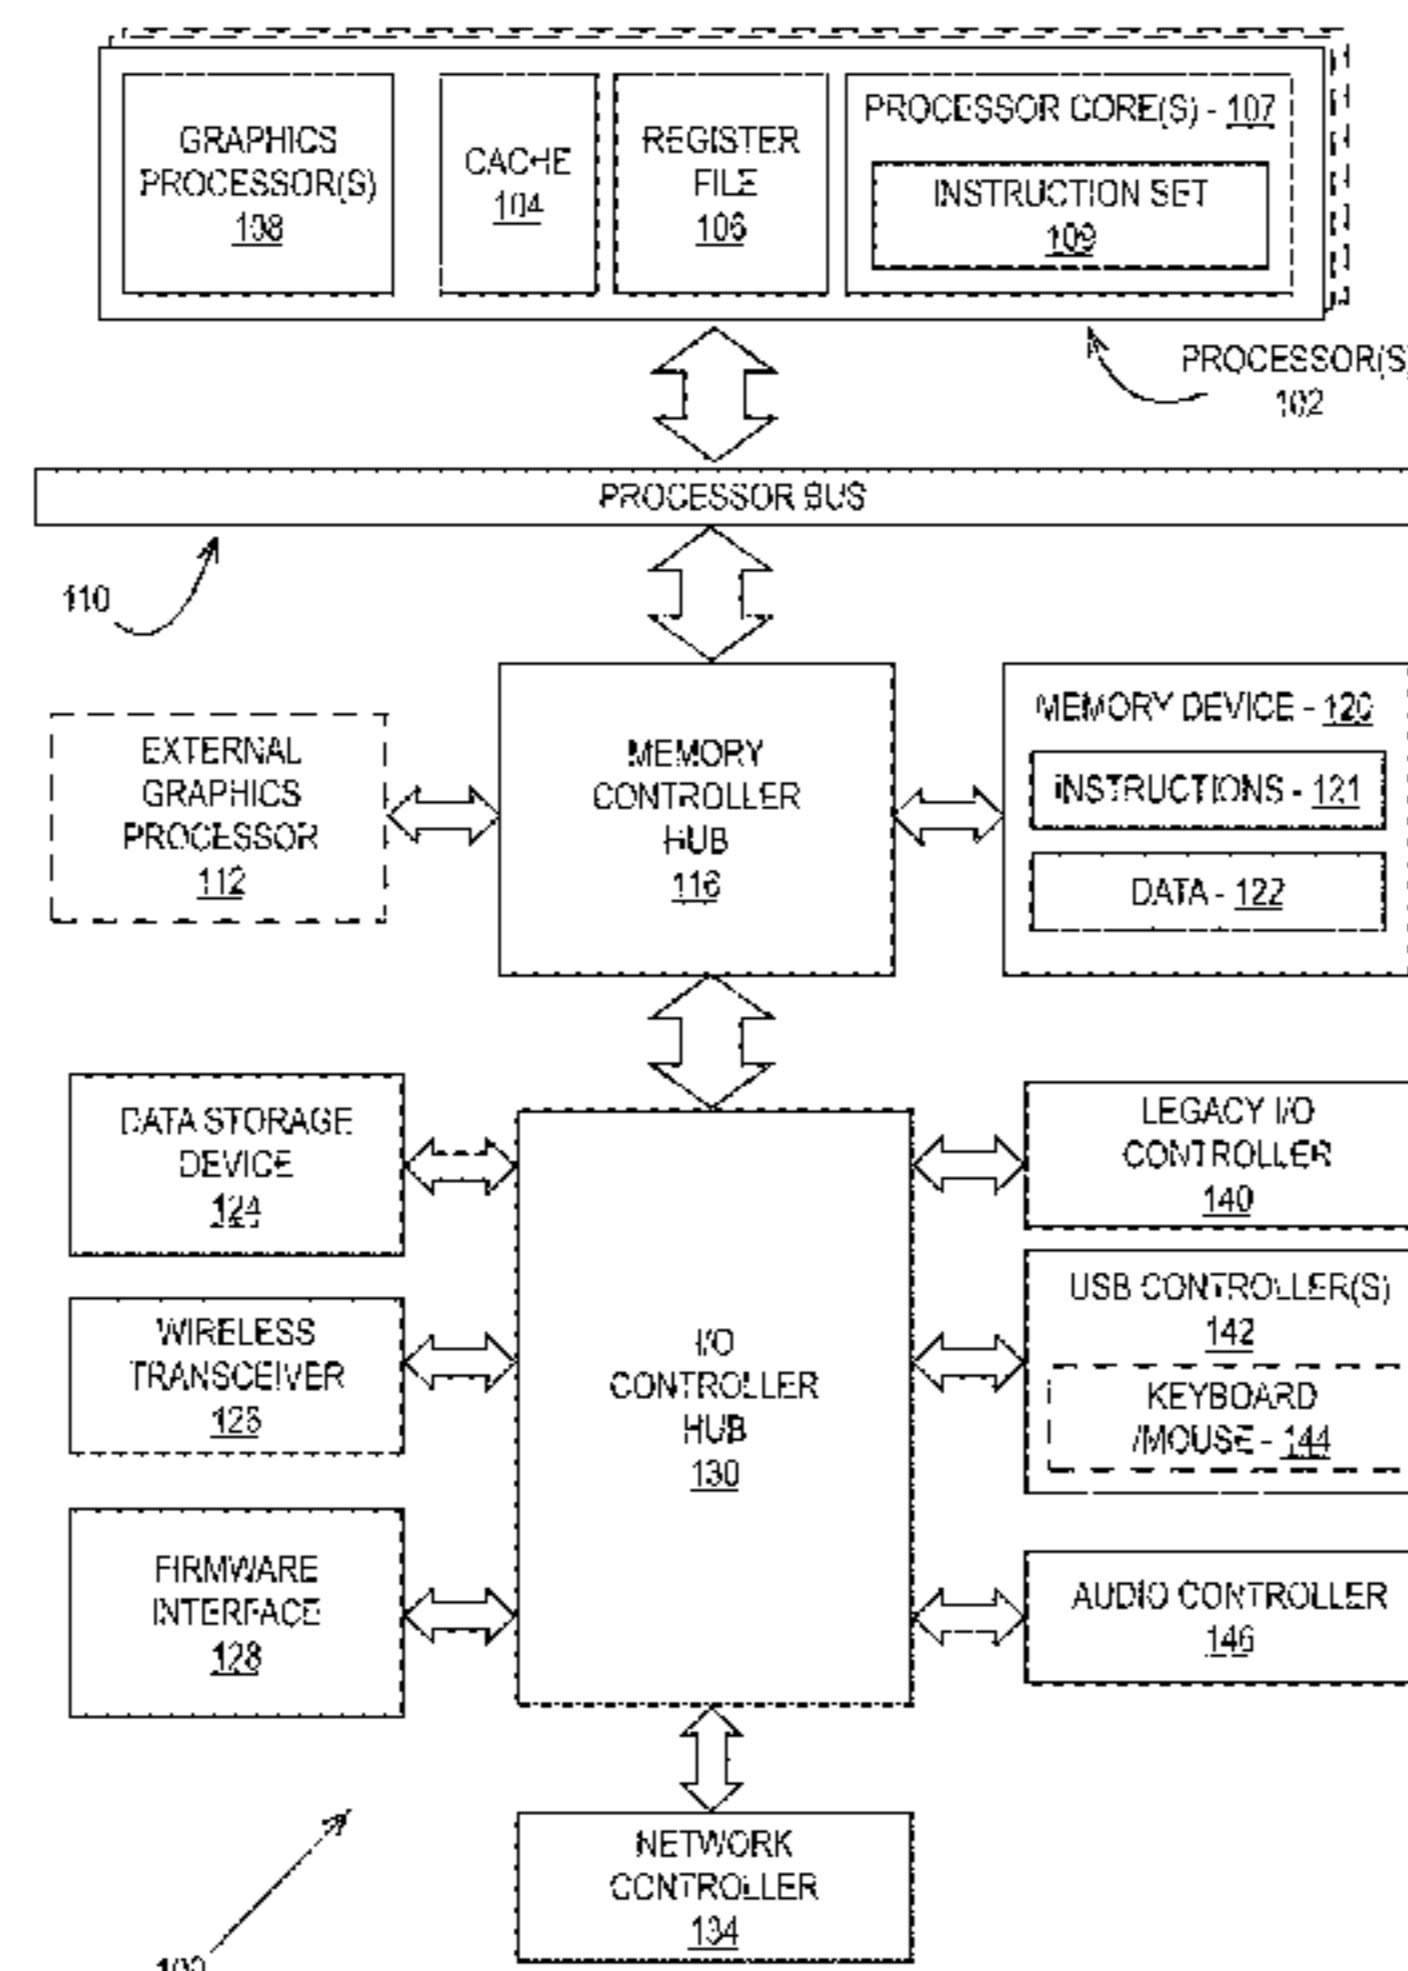 GRAPHICS
PROCESSOR(S)
108
CACHE
104
REGISTER
FILE
106
PROCESSOR CORE(S) - 107
INSTRUCTION SET
109
PROCESSOR(S)
102
PROCESSOR BUS
110
EXTERNAL
GRAPHICS
PROCESSOR
112
MEMORY
CONTROLLER
HUB
116
MEMORY DEVICE - 120
INSTRUCTIONS - 121
DATA - 122
DATA STORAGE
DEVICE
124
WIRELESS
TRANSCEIVER
126
FIRMWARE
INTERFACE
128
I/O
CONTROLLER
HUB
130
LEGACY I/O
CONTROLLER
140
USB CONTROLLER(S)
142
KEYBOARD
/MOUSE - 144
AUDIO CONTROLLER
146
NETWORK
CONTROLLER
134
100